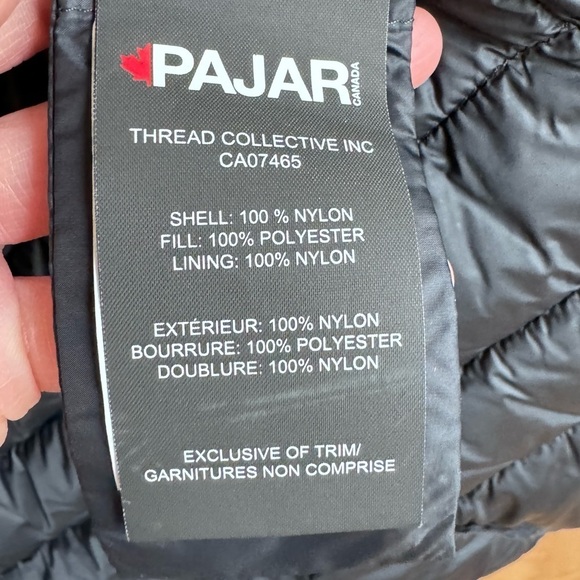 PAJAR CANADA
THREAD COLLECTIVE INC
CA07465
SHELL: 100 % NYLON
FILL: 100% POLYESTER
LINING: 100% NYLON
EXTÉRIEUR: 100% NYLON
BOURRURE: 100% POLYESTER
DOUBLURE: 100% NYLON
EXCLUSIVE OF TRIM/
GARNITURES NON COMPRISE